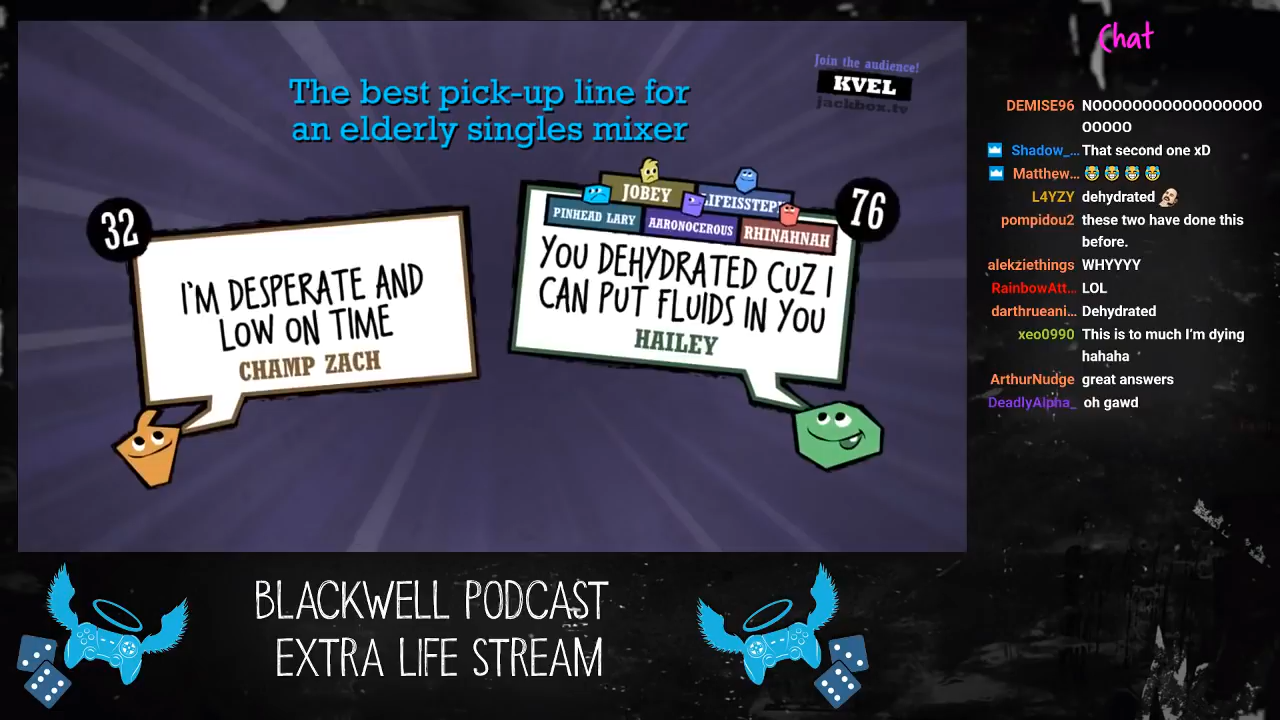 The best pick-up line for
an elderly singles mixer
Join the audience!
KVEL
jackbox.tv
32
I'M DESPERATE AND
LOW ON TIME
CHAMP ZACH
JOBEY
PINHEAD LARY
AARONOCEROUS
RHINAHNAH
76
YOU DEHYDRATED CUZ I
CAN PUT FLUIDS IN YOU
HAILEY
BLACKWELL PODCAST
EXTRA LIFE STREAM
Chat
DEMISE96 NOOOOOOOOOOOOOOOOO
OOOOO
Shadow_... That second one xD
Matthew...
L4YZY dehydrated
pompidou2 these two have done this
before.
alekziethings WHYYYY
RainbowAtt... LOL
darthrueani... Dehydrated
xeo0990 This is to much I'm dying
hahaha
ArthurNudge great answers
DeadlyAlpha_ oh gawd